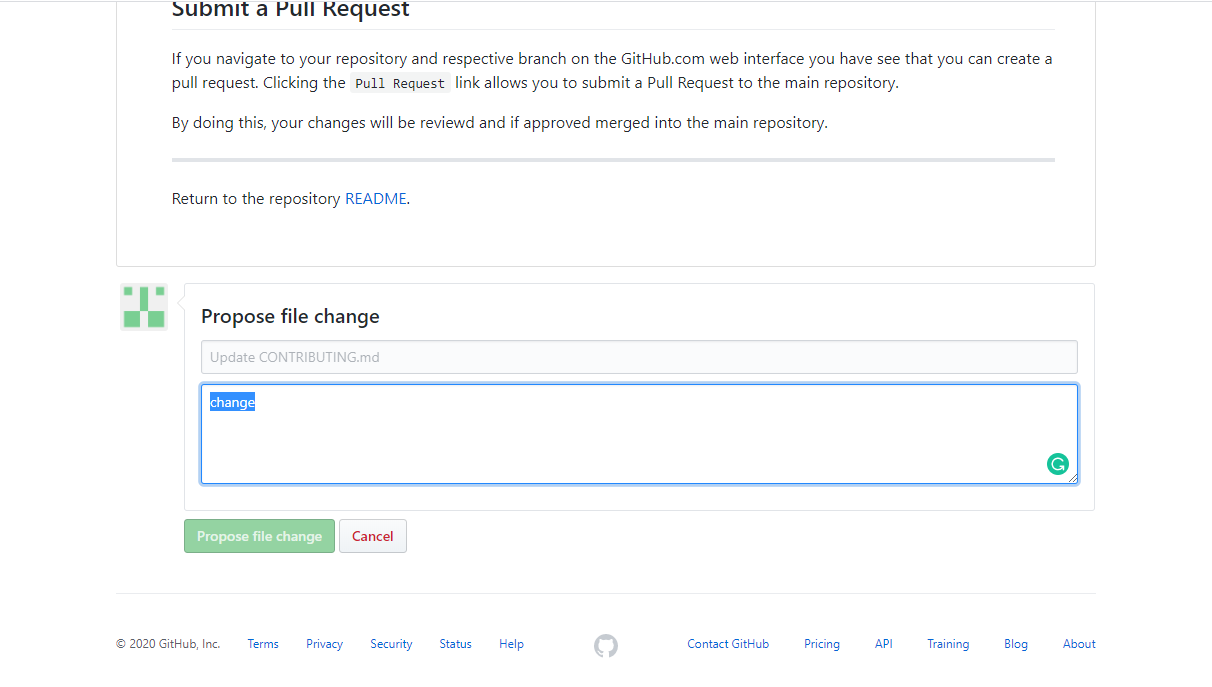 Submit a Pull Request
If you navigate to your repository and respective branch on the GitHub.com web interface you have see that you can create a
pull request. Clicking the Pull Request link allows you to submit a Pull Request to the main repository.
By doing this, your changes will be reviewd and if approved merged into the main repository.
Return to the repository README.
Propose file change
Update CONTRIBUTING.md
change
Propose file change Cancel
© 2020 GitHub, Inc. Terms Privacy Security Status Help Contact GitHub Pricing API Training Blog About